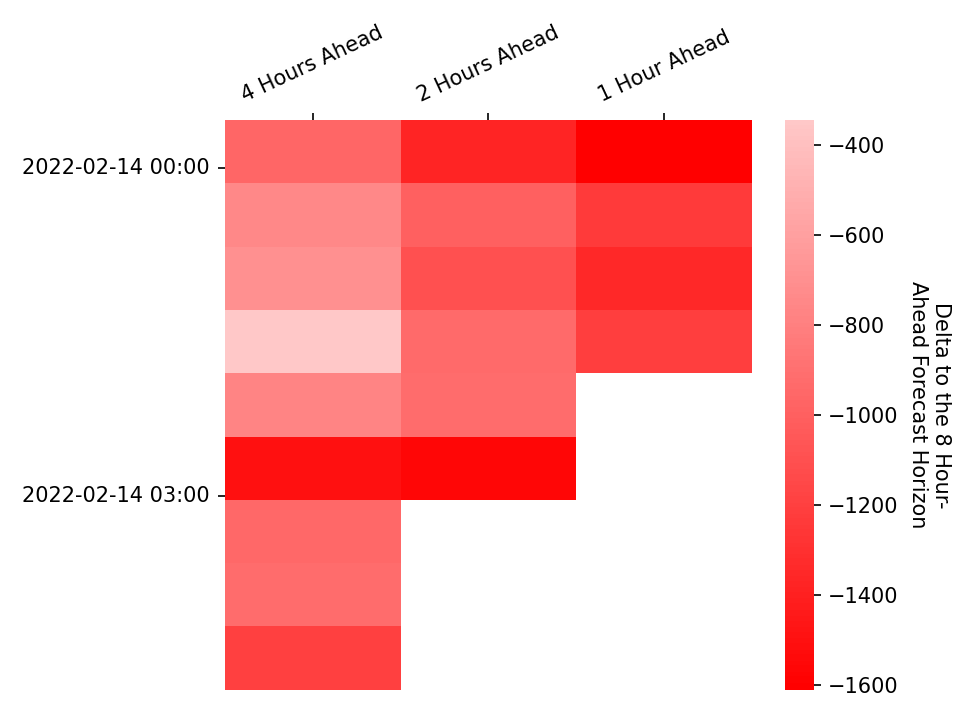 4 Hours Ahead
2 Hours Ahead
1 Hour Ahead
2022-02-14 00:00
2022-02-14 03:00
−400
−600
−800
−1000
−1200
−1400
−1600
Delta to the 8 Hour-
Ahead Forecast Horizon